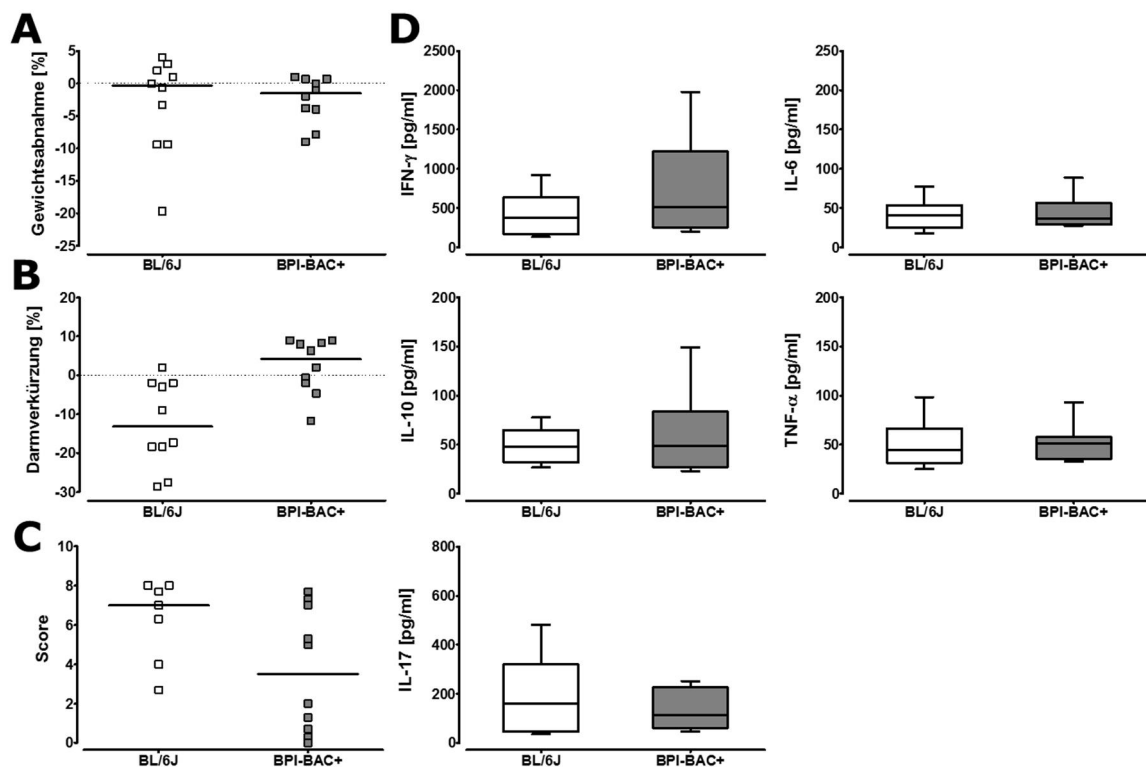 A
Gewichtsabnahme [%]
5
0
-5
-10
-15
-20
-25
BL/6J
BPI-BAC+
B
Darmverkürzung [%]
20
10
0
-10
-20
-30
BL/6J
BPI-BAC+
C
Score
10
8
6
4
2
0
BL/6J
BPI-BAC+
D
IFN-γ [pg/ml]
2500
2000
1500
1000
500
0
BL/6J
BPI-BAC+
IL-6 [pg/ml]
200
150
100
50
0
BL/6J
BPI-BAC+
IL-10 [pg/ml]
200
150
100
50
0
BL/6J
BPI-BAC+
TNF-α [pg/ml]
200
150
100
50
0
BL/6J
BPI-BAC+
IL-17 [pg/ml]
800
600
400
200
0
BL/6J
BPI-BAC+